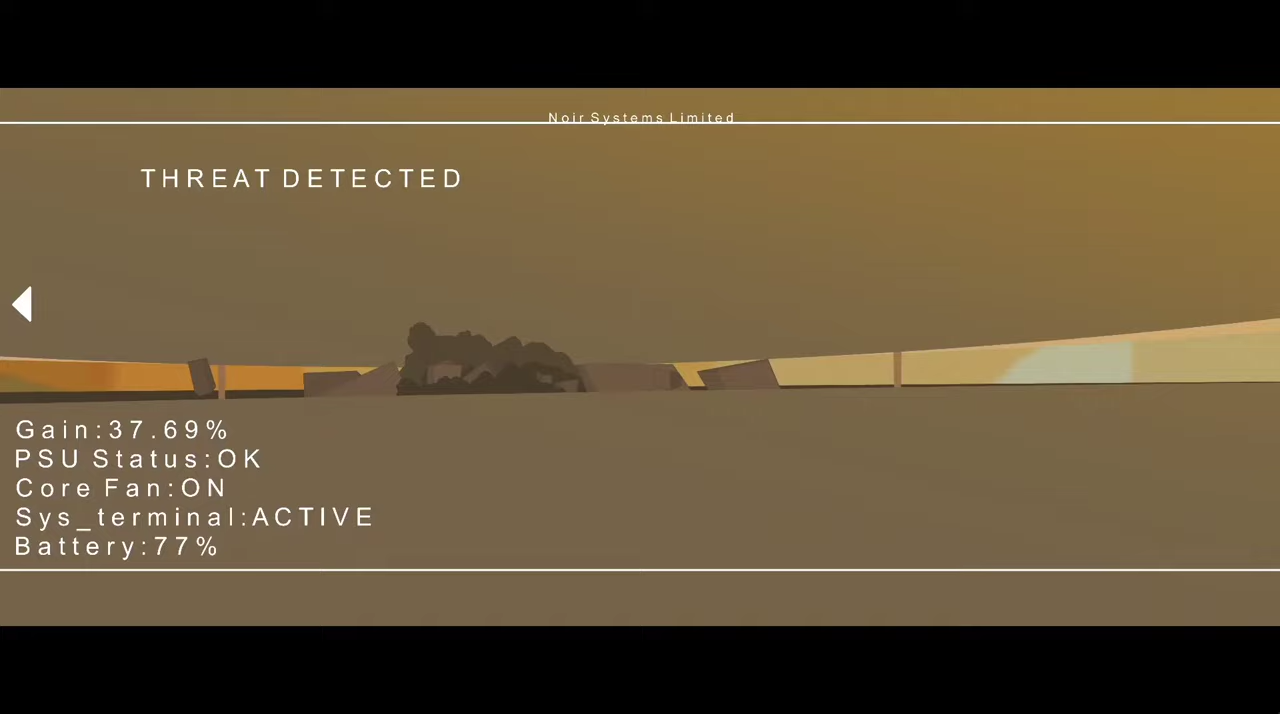 Noir Systems Limited
THREAT DETECTED
Gain:37.69%
PSU Status:OK
Core Fan:ON
Sys_terminal:ACTIVE
Battery:77%